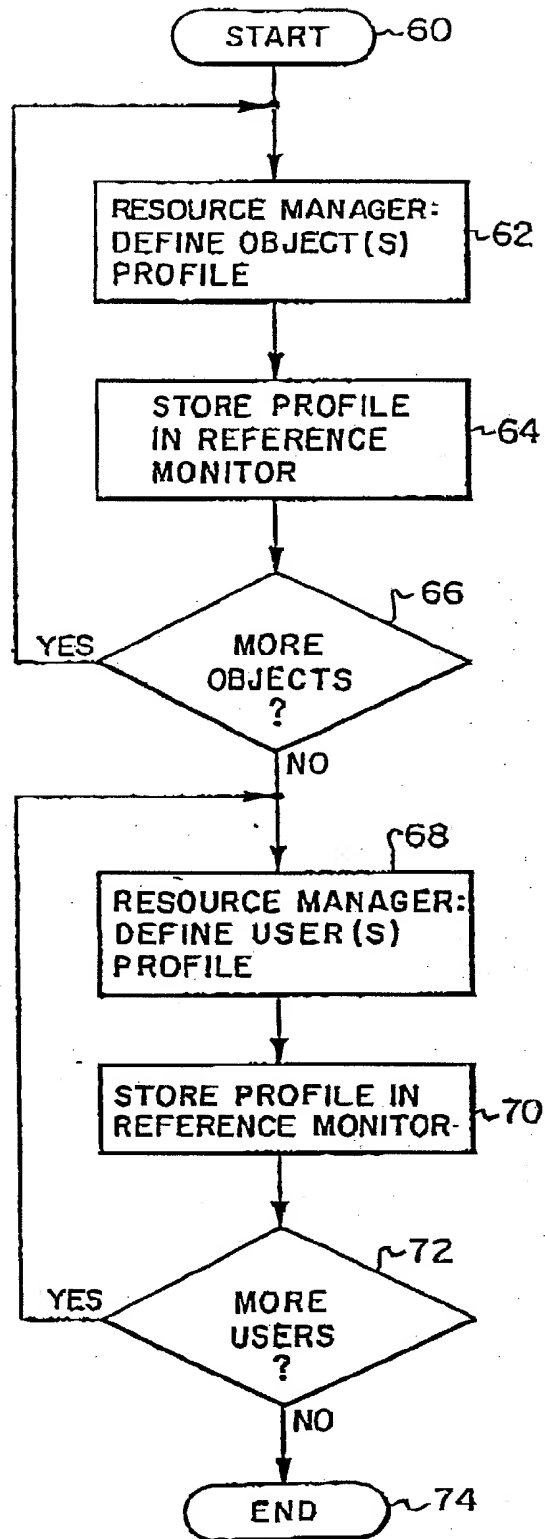 START 60
RESOURCE MANAGER:
DEFINE OBJECT(S) 62
PROFILE
STORE PROFILE
IN REFERENCE 64
MONITOR
66
YES
MORE
OBJECTS
?
NO
68
RESOURCE MANAGER:
DEFINE USER(S)
PROFILE
STORE PROFILE IN
REFERENCE MONITOR 70
72
YES
MORE
USERS
?
NO
END 74